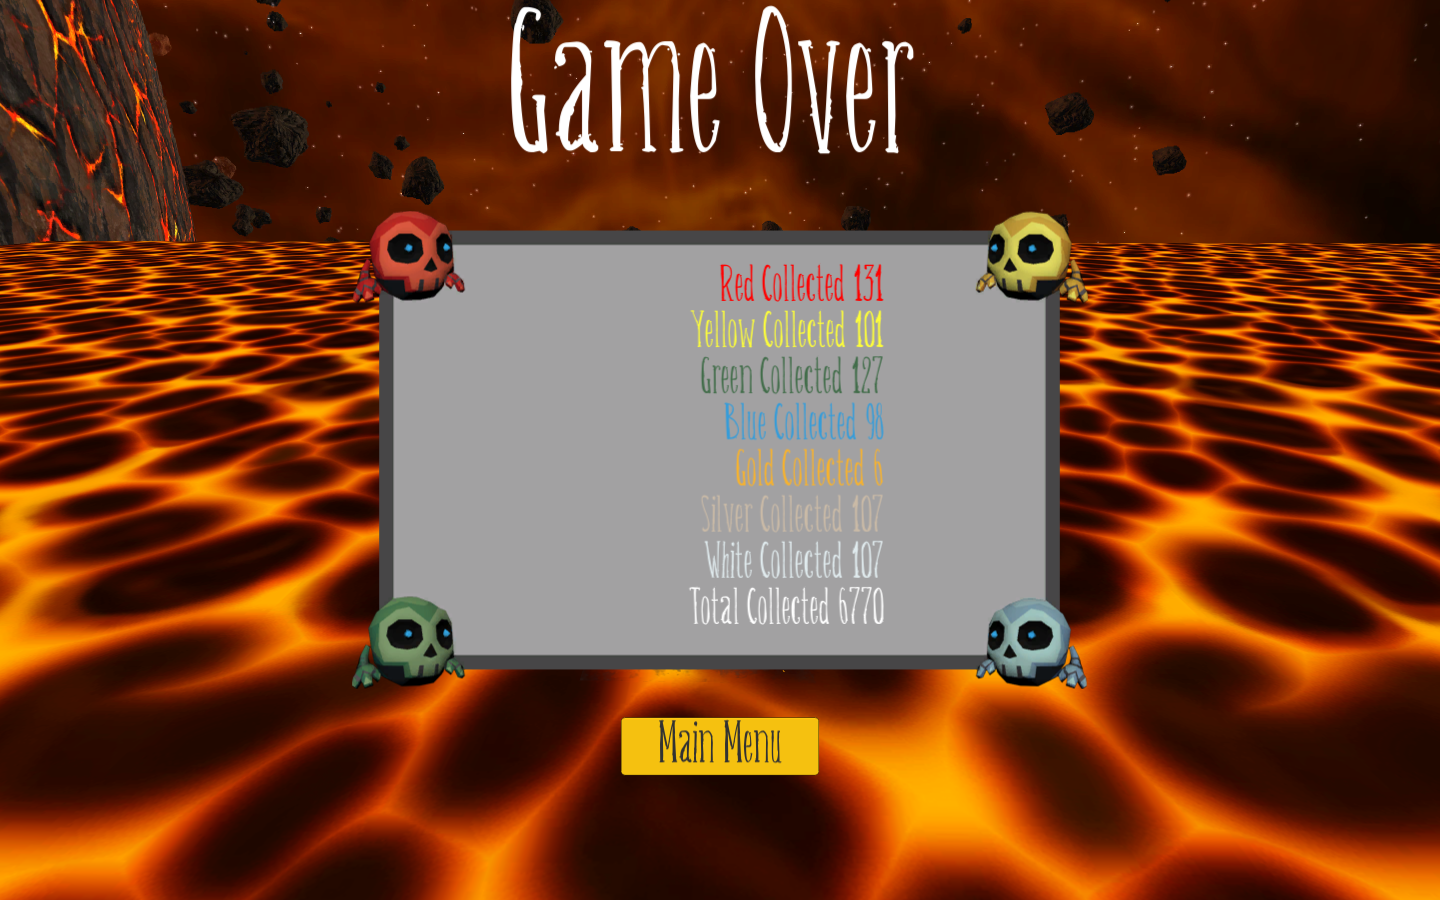 Game Over
Red Collected 131
Yellow Collected 101
Green Collected 127
Blue Collected 98
Gold Collected 6
Silver Collected 107
White Collected 107
Total Collected 6770
Main Menu